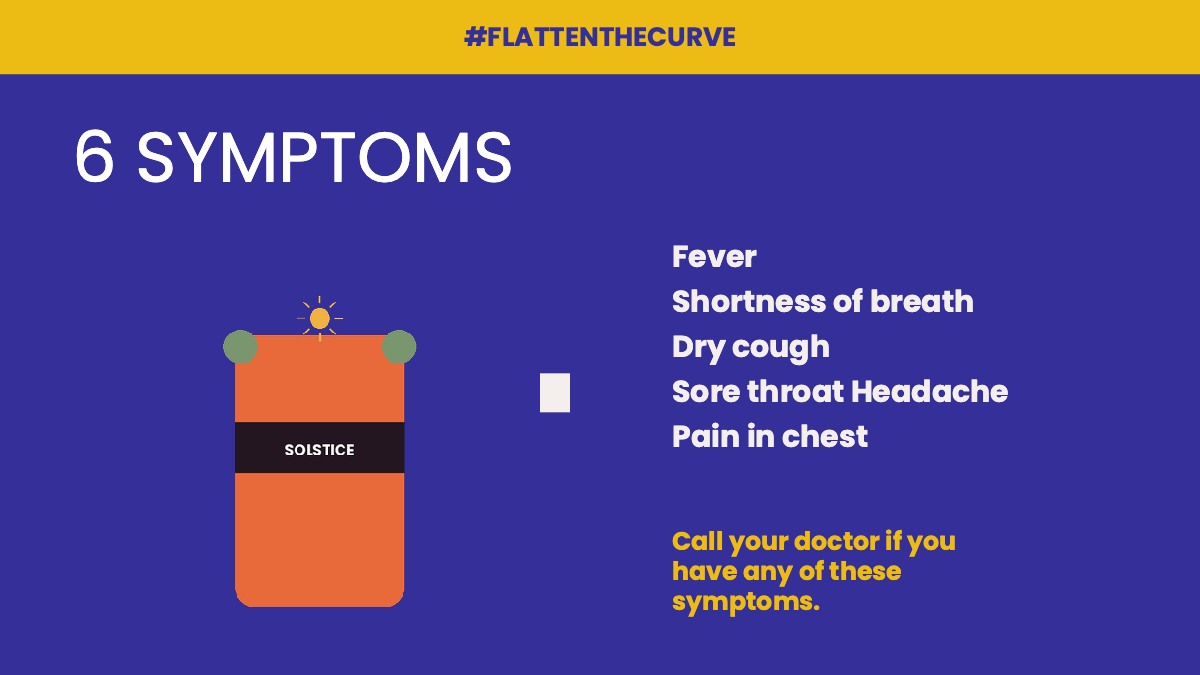 #FLATTENTHECURVE
6 SYMPTOMS
SOLSTICE
Fever
Shortness of breath
Dry cough
Sore throat Headache
Pain in chest
Call your doctor if you
have any of these
symptoms.